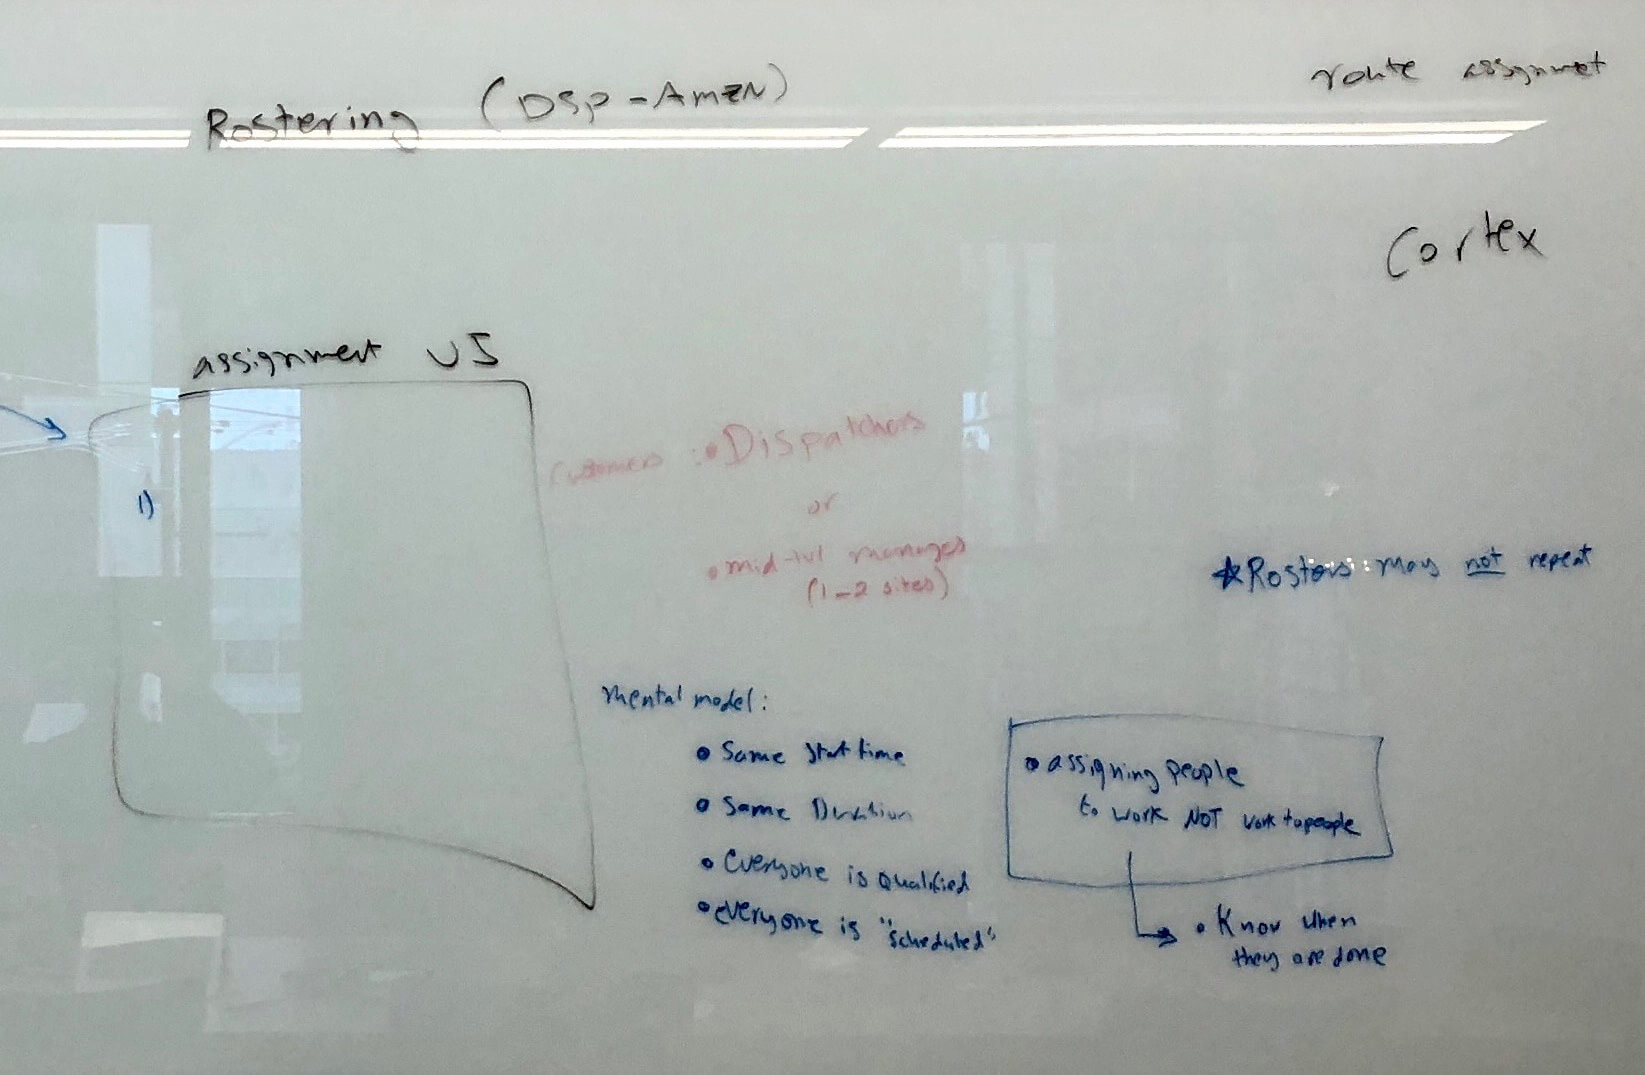 Rostering (DSP-AMZN)
route assignment
Cortex
assignment UI
1)
Customers : • Dispatchers
or
• mid-lvl manages
(1-2 sites)
*Rosters: may not repeat
mental model:
• Same Start time
• Same Duration
• Everyone is Qualified
• everyone is "scheduled"
• assigning people
to work NOT work to people
• Know when
they are done